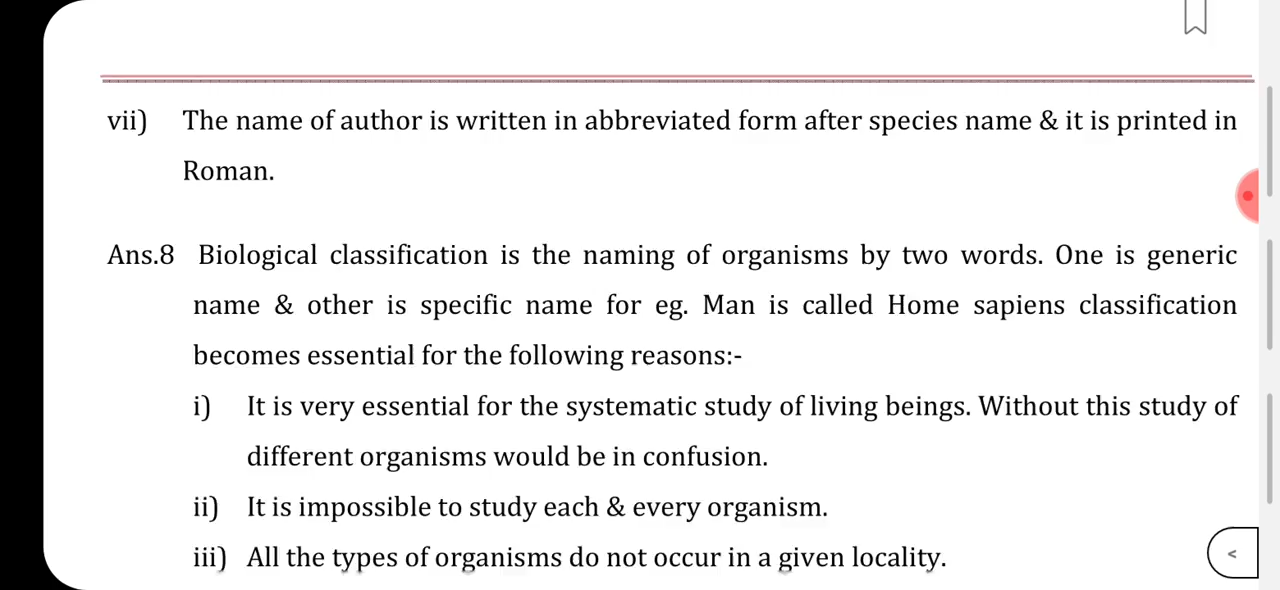 vii) The name of author is written in abbreviated form after species name & it is printed in
Roman.
Ans.8 Biological classification is the naming of organisms by two words. One is generic
name & other is specific name for eg. Man is called Home sapiens classification
becomes essential for the following reasons:-
i) It is very essential for the systematic study of living beings. Without this study of
different organisms would be in confusion.
ii) It is impossible to study each & every organism.
iii) All the types of organisms do not occur in a given locality.
<